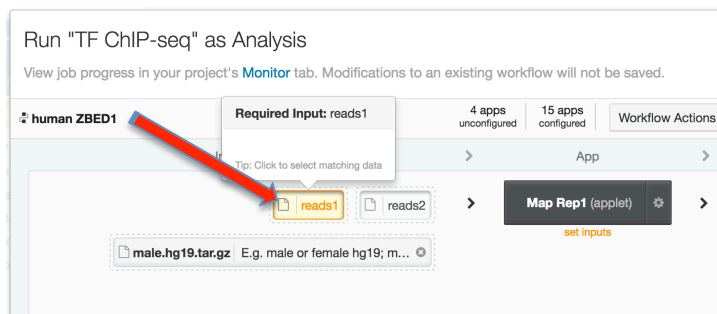 Run "TF ChIP-seq" as Analysis
View job progress in your project's Monitor tab. Modifications to an existing workflow will not be saved.
human ZBED1
Required Input: reads1
Tip: Click to select matching data
4 apps
unconfigured
15 apps
configured
Workflow Actions
App
reads1
reads2
Map Rep1 (applet)
set inputs
male.hg19.tar.gz
E.g. male or female hg19; m...